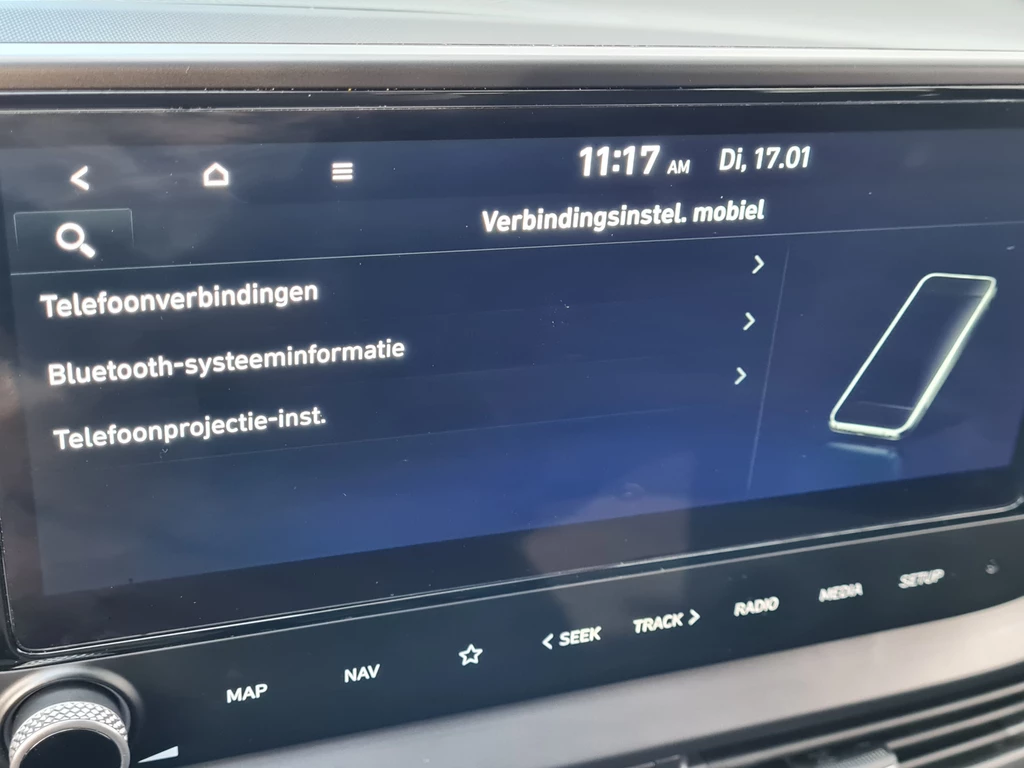 11:17 AM Di, 17.01
Verbindingsinstel. mobiel
Telefoonverbindingen
Bluetooth-systeeminformatie
Telefoonprojectie-inst.
MAP NAV < SEEK TRACK > RADIO MEDIA SETUP